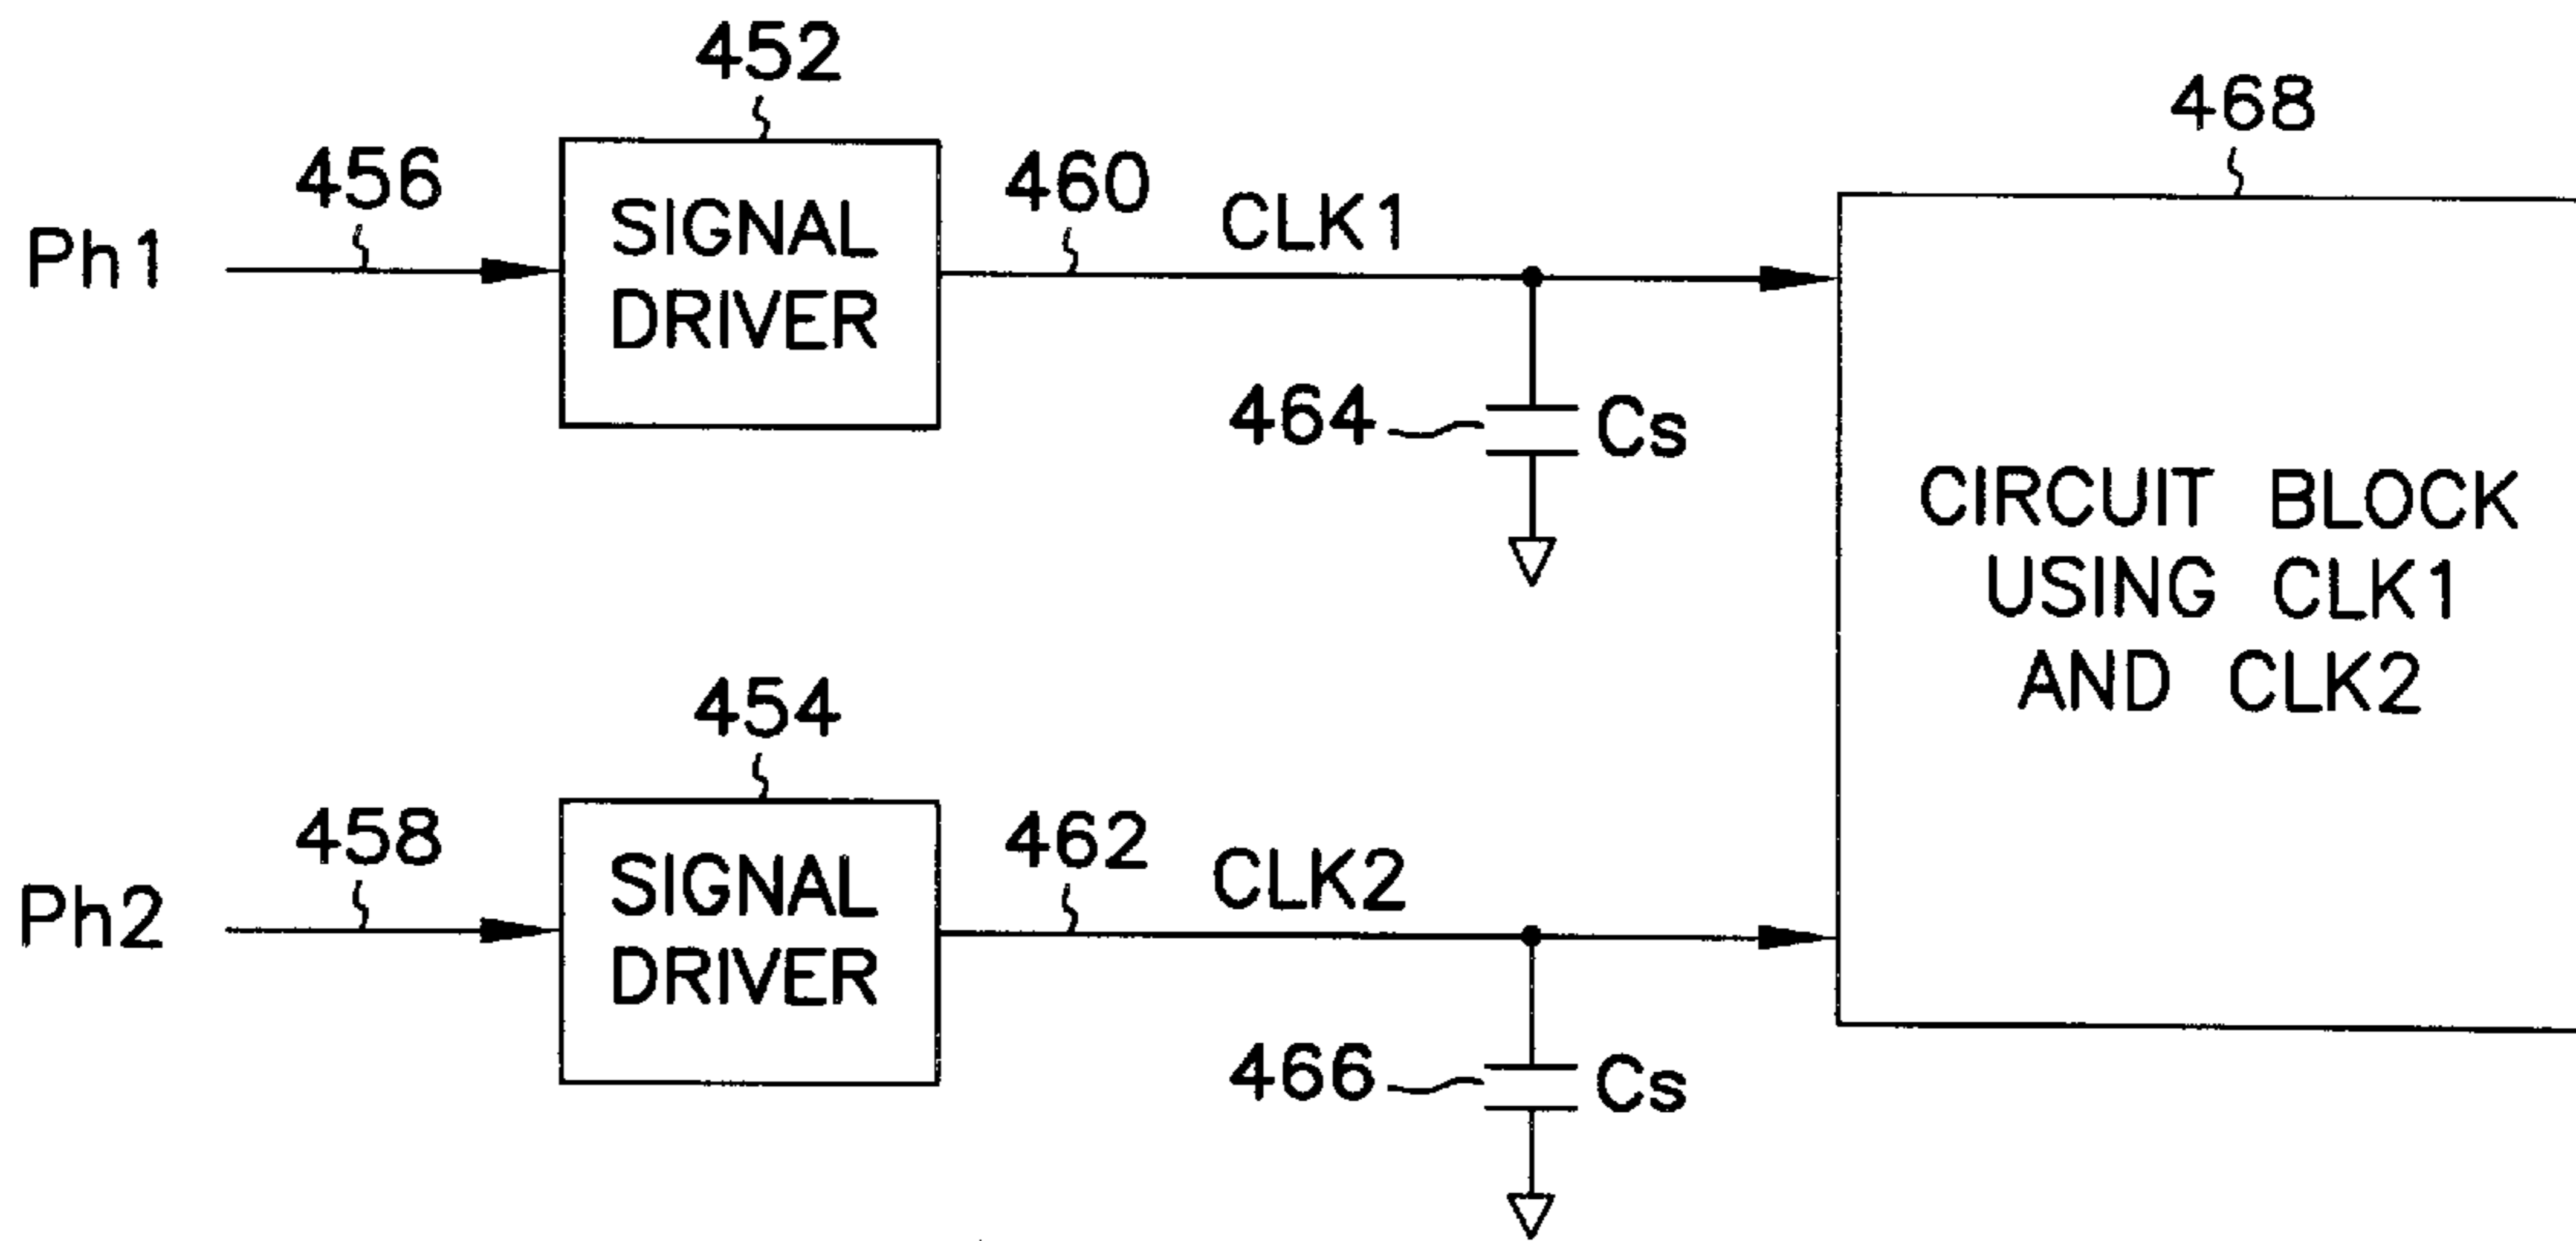 452
468
456
460
CLK1
Ph1
SIGNAL
DRIVER
464
Cs
CIRCUIT BLOCK
USING CLK1
AND CLK2
454
458
462
CLK2
Ph2
SIGNAL
DRIVER
466
Cs